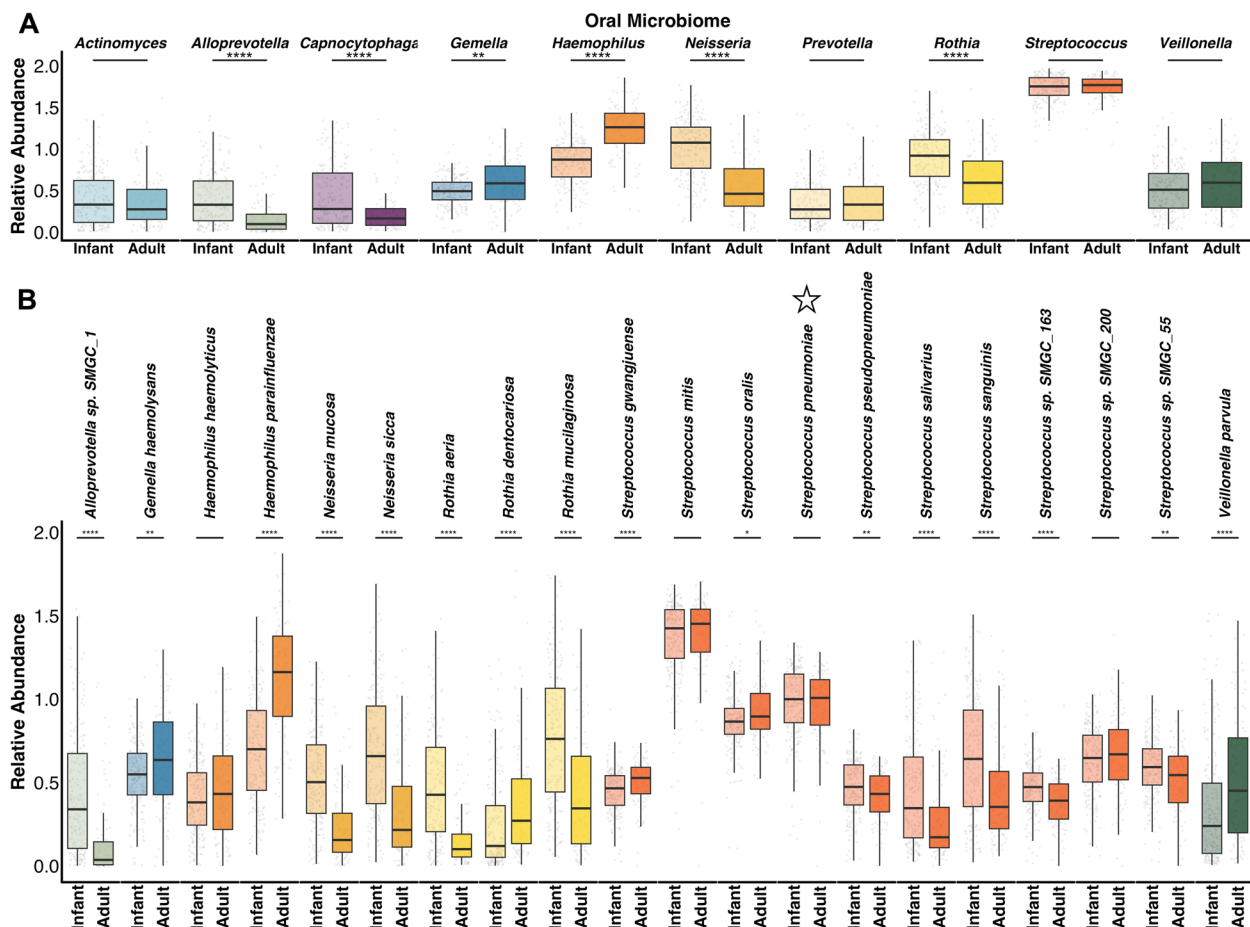 A
Oral Microbiome
Actinomyces Alloprevotella Capnocytophaga Gemella Haemophilus Neisseria Prevotella Rothia Streptococcus Veillonella
**** **** ** **** **** ****
Relative Abundance
2.0
1.5
1.0
0.5
0.0
Infant Adult Infant Adult Infant Adult Infant Adult Infant Adult Infant Adult Infant Adult Infant Adult Infant Adult Infant Adult
B
☆
Alloprevotella sp. SMGC_1
Gemella haemolysans
Haemophilus haemolyticus
Haemophilus parainfluenzae
Neisseria mucosa
Neisseria sicca
Rothia aeria
Rothia dentocariosa
Rothia mucilaginosa
Streptococcus gwangjuense
Streptococcus mitis
Streptococcus oralis
Streptococcus pneumoniae
Streptococcus pseudopneumoniae
Streptococcus salivarius
Streptococcus sanguinis
Streptococcus sp. SMGC_163
Streptococcus sp. SMGC_200
Streptococcus sp. SMGC_55
Veillonella parvula
**** ** **** **** **** **** **** **** **** * ** **** **** **** ** ****
Relative Abundance
2.0
1.5
1.0
0.5
0.0
Infant Adult Infant Adult Infant Adult Infant Adult Infant Adult Infant Adult Infant Adult Infant Adult Infant Adult Infant Adult Infant Adult Infant Adult Infant Adult Infant Adult Infant Adult Infant Adult Infant Adult Infant Adult Infant Adult Infant Adult